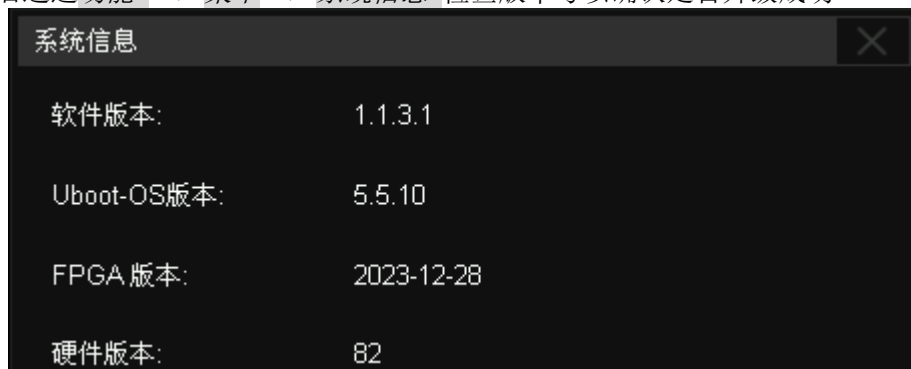 系统信息
软件版本: 1.1.3.1
Uboot-OS版本: 5.5.10
FPGA 版本: 2023-12-28
硬件版本: 82